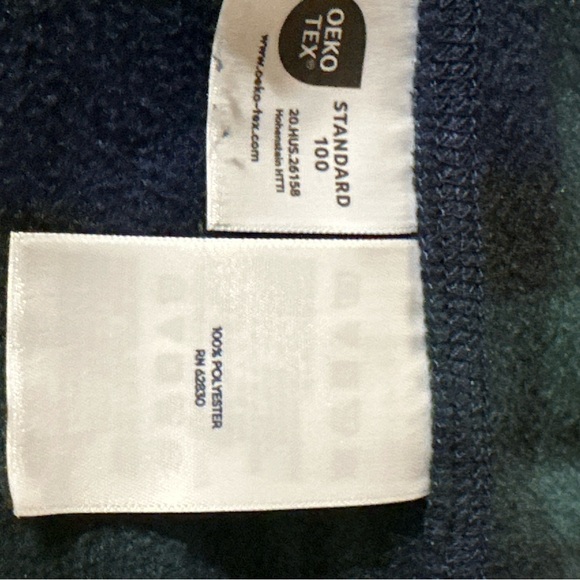 OEKO
TEX®
www.oeko-tex.com
STANDARD
100
20.HUS.26158
Hohenstein HTTI
100% POLYESTER
RN 62830